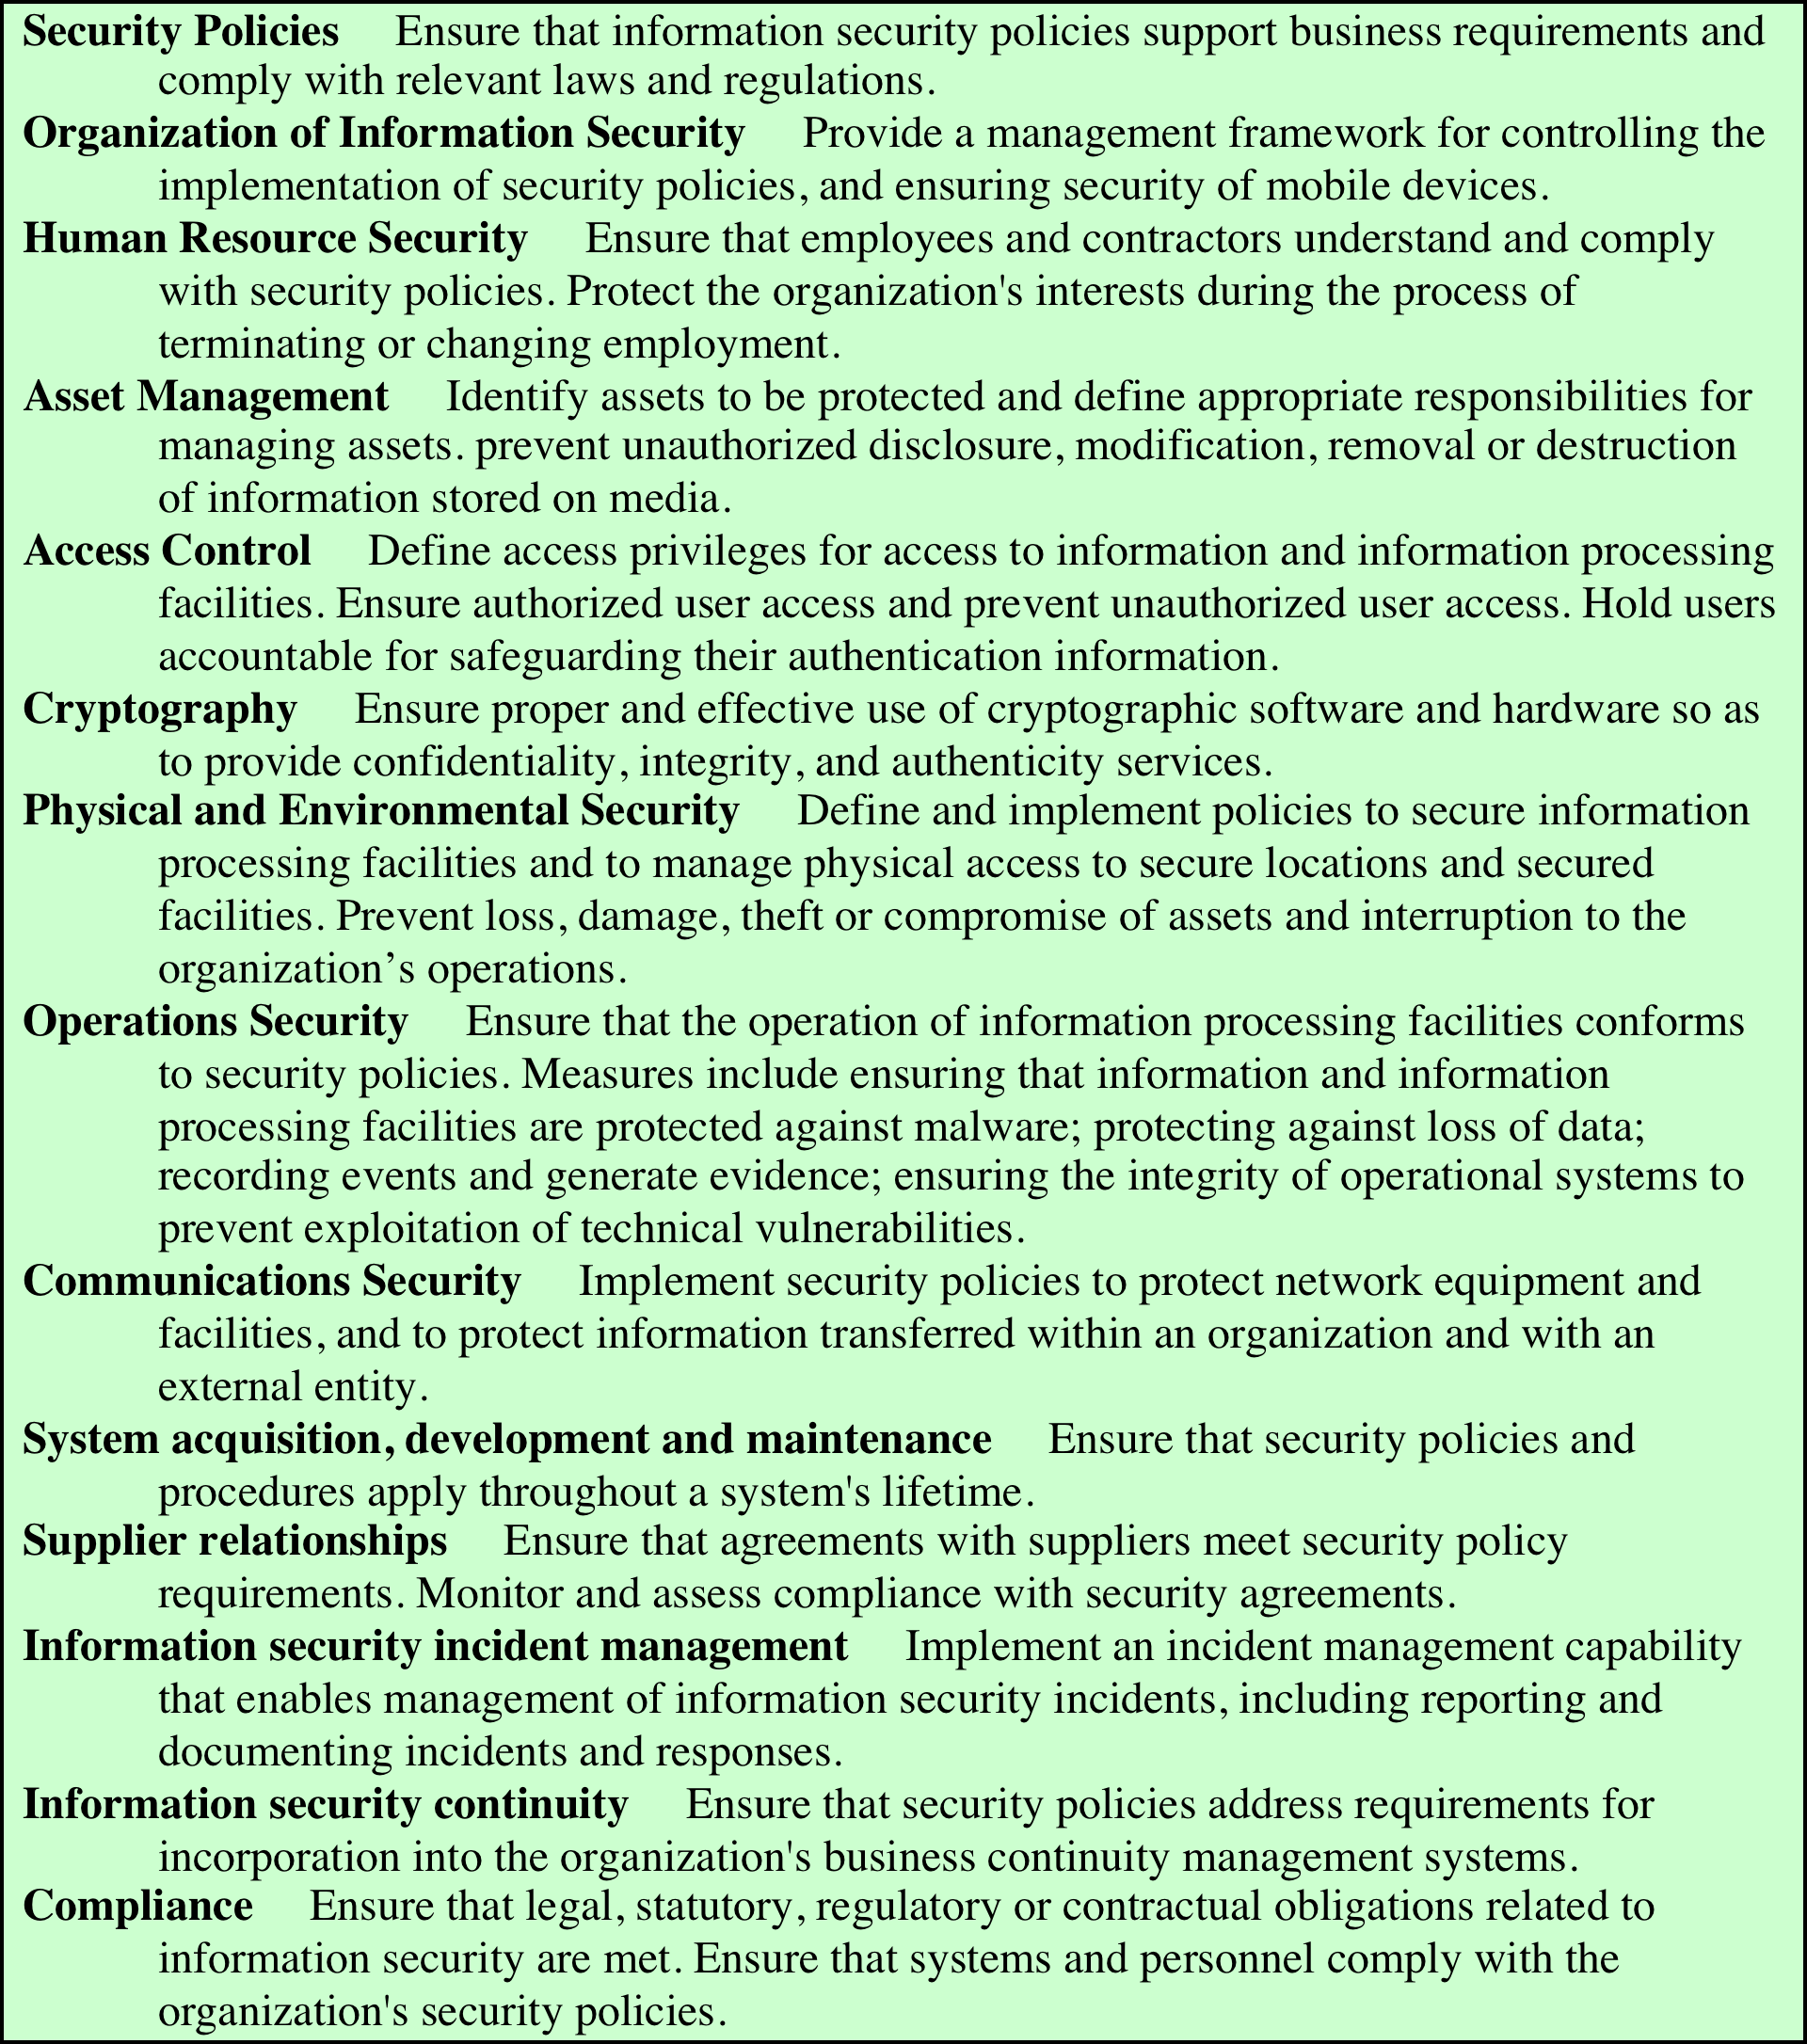 Security Policies Ensure that information security policies support business requirements and
comply with relevant laws and regulations.
Organization of Information Security Provide a management framework for controlling the
implementation of security policies, and ensuring security of mobile devices.
Human Resource Security Ensure that employees and contractors understand and comply
with security policies. Protect the organization's interests during the process of
terminating or changing employment.
Asset Management Identify assets to be protected and define appropriate responsibilities for
managing assets. prevent unauthorized disclosure, modification, removal or destruction
of information stored on media.
Access Control Define access privileges for access to information and information processing
facilities. Ensure authorized user access and prevent unauthorized user access. Hold users
accountable for safeguarding their authentication information.
Cryptography Ensure proper and effective use of cryptographic software and hardware so as
to provide confidentiality, integrity, and authenticity services.
Physical and Environmental Security Define and implement policies to secure information
processing facilities and to manage physical access to secure locations and secured
facilities. Prevent loss, damage, theft or compromise of assets and interruption to the
organization’s operations.
Operations Security Ensure that the operation of information processing facilities conforms
to security policies. Measures include ensuring that information and information
processing facilities are protected against malware; protecting against loss of data;
recording events and generate evidence; ensuring the integrity of operational systems to
prevent exploitation of technical vulnerabilities.
Communications Security Implement security policies to protect network equipment and
facilities, and to protect information transferred within an organization and with an
external entity.
System acquisition, development and maintenance Ensure that security policies and
procedures apply throughout a system's lifetime.
Supplier relationships Ensure that agreements with suppliers meet security policy
requirements. Monitor and assess compliance with security agreements.
Information security incident management Implement an incident management capability
that enables management of information security incidents, including reporting and
documenting incidents and responses.
Information security continuity Ensure that security policies address requirements for
incorporation into the organization's business continuity management systems.
Compliance Ensure that legal, statutory, regulatory or contractual obligations related to
information security are met. Ensure that systems and personnel comply with the
organization's security policies.